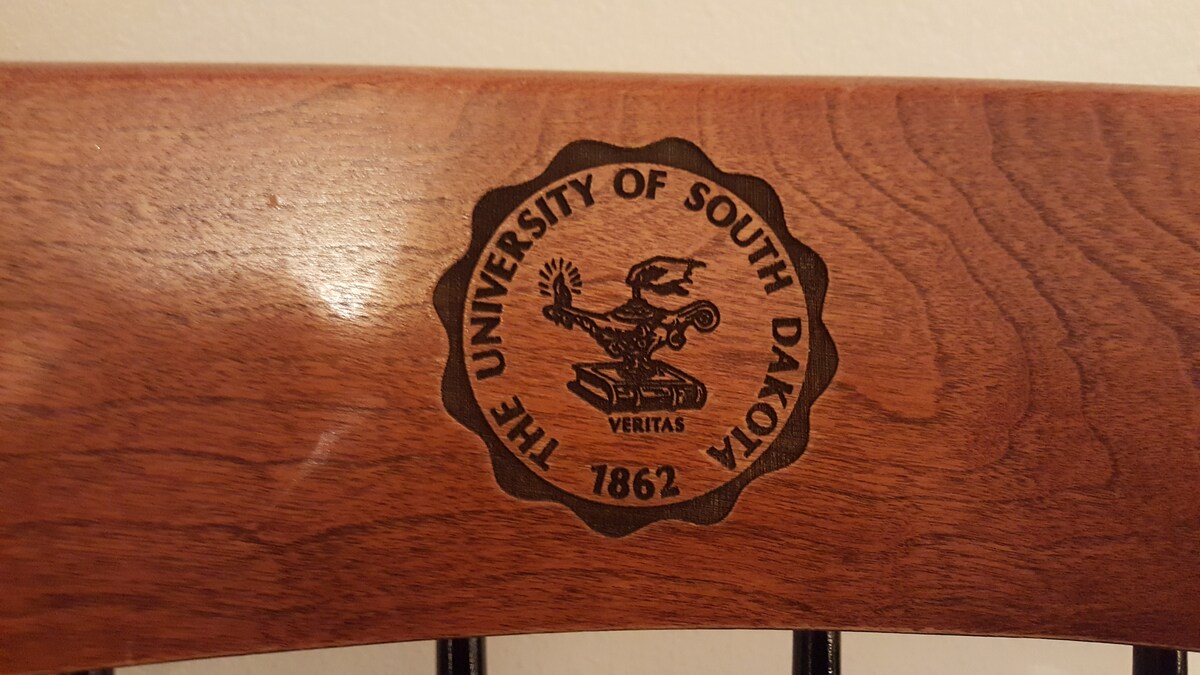 THE UNIVERSITY OF SOUTH DAKOTA
VERITAS
1862